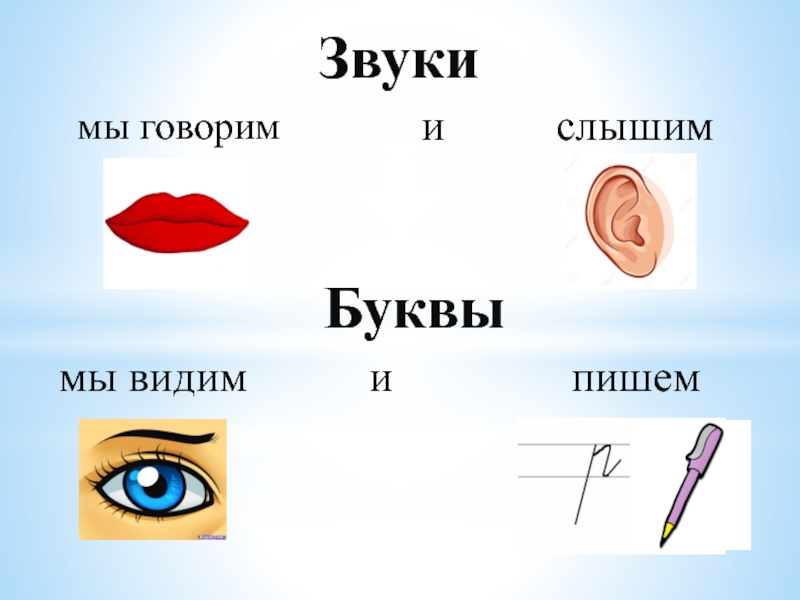 Звуки
мы говорим и слышим
Буквы
мы видим и пишем
р